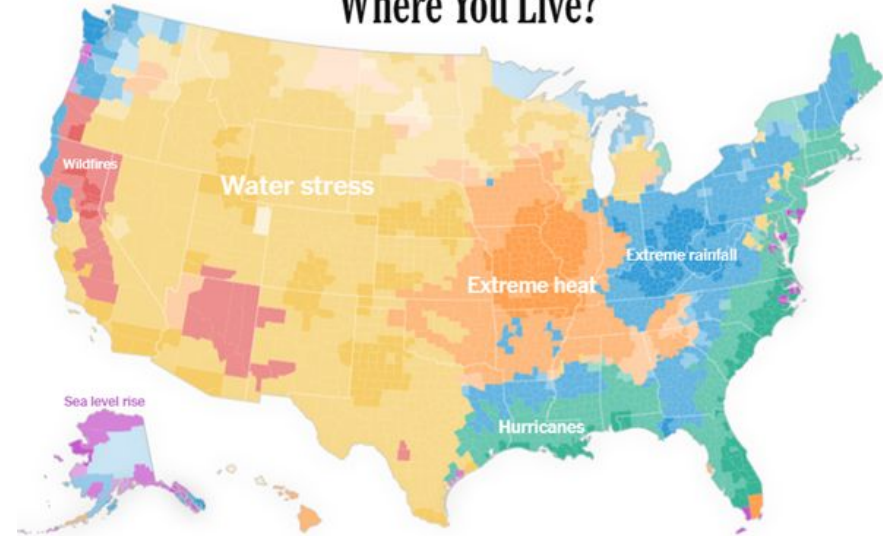 Where You Live?
Wildfires
Water stress
Extreme rainfall
Extreme heat
Sea level rise
Hurricanes